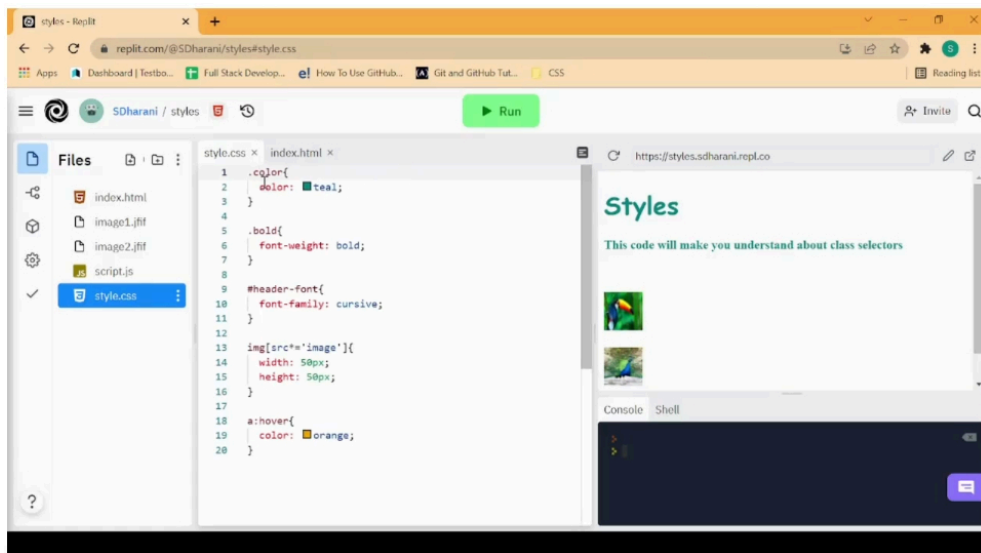 styles - Replit
replit.com/@SDharani/styles#style.css
Apps Dashboard | Testbo... Full Stack Develop... How To Use GitHub... Git and GitHub Tut... CSS Reading list
SDharani / styles Run Invite
Files
index.html
image1.jfif
image2.jfif
script.js
style.css
style.css × index.html ×
1 .color{
2 color: teal;
3 }
4
5 .bold{
6 font-weight: bold;
7 }
8
9 #header-font{
10 font-family: cursive;
11 }
12
13 img[src*='image']{
14 width: 50px;
15 height: 50px;
16 }
17
18 a:hover{
19 color: orange;
20 }
https://styles.sdharani.repl.co
Styles
This code will make you understand about class selectors
Console Shell